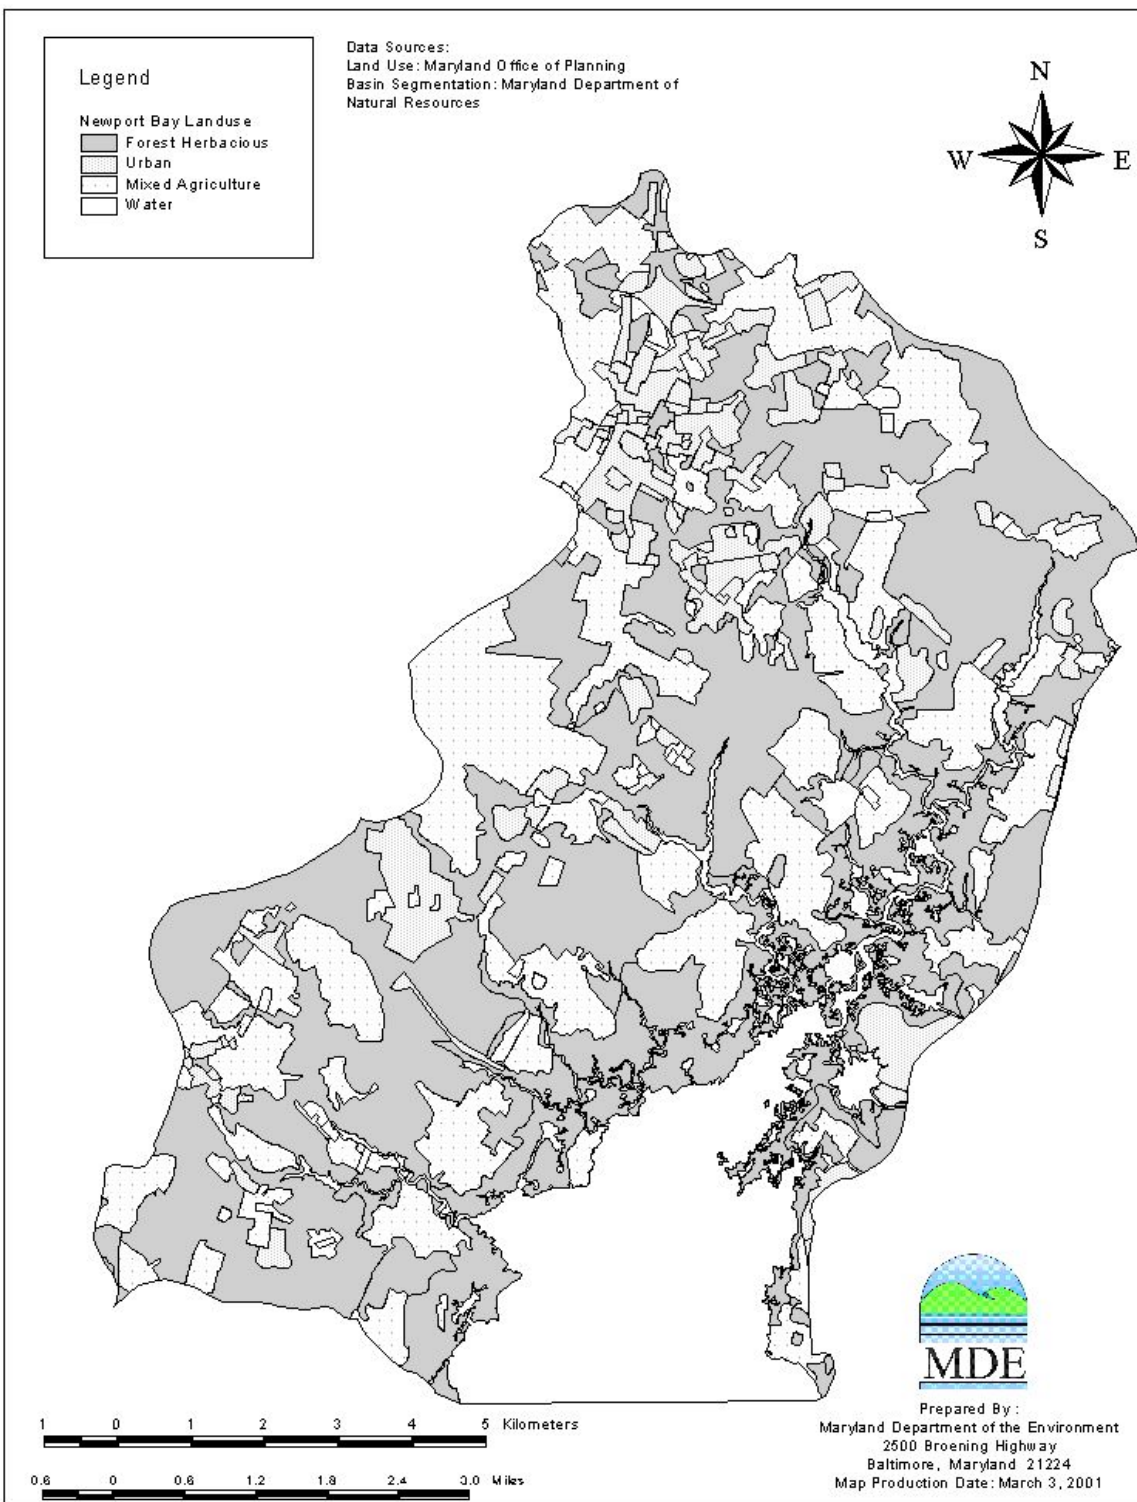 Legend
Newport Bay Landuse
Forest Herbacious
Urban
Mixed Agriculture
Water
Data Sources:
Land Use: Maryland Office of Planning
Basin Segmentation: Maryland Department of
Natural Resources
N
W E
S
MDE
Prepared By :
Maryland Department of the Environment
2500 Broening Highway
Baltimore, Maryland 21224
Map Production Date: March 3, 2001
1 0 1 2 3 4 5 Kilometers
0.6 0 0.6 1.2 1.8 2.4 3.0 Miles